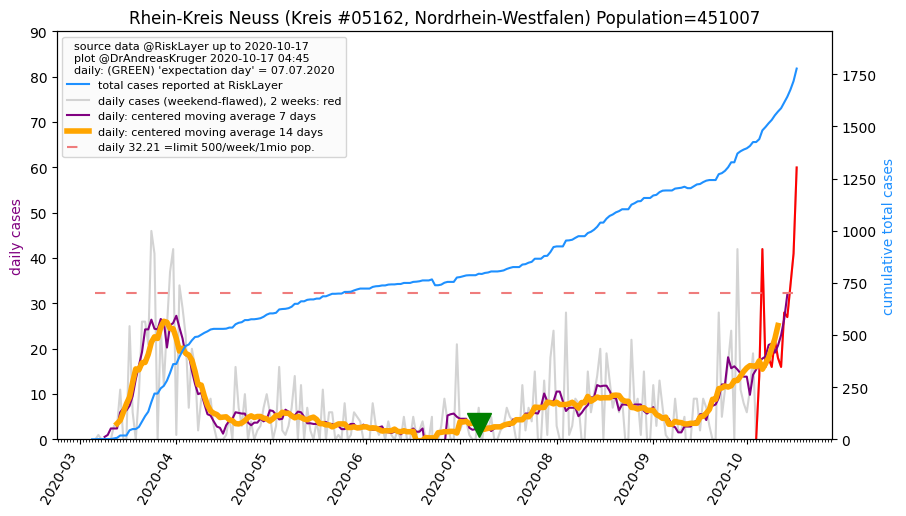 Rhein-Kreis Neuss (Kreis #05162, Nordrhein-Westfalen) Population=451007
source data @RiskLayer up to 2020-10-17
plot @DrAndreasKruger 2020-10-17 04:45
daily: (GREEN) 'expectation day' = 07.07.2020
total cases reported at RiskLayer
daily cases (weekend-flawed), 2 weeks: red
daily: centered moving average 7 days
daily: centered moving average 14 days
daily 32.21 =limit 500/week/1mio pop.
daily cases
90
80
70
60
50
40
30
20
10
0
cumulative total cases
1750
1500
1250
1000
750
500
250
0
2020-03
2020-04
2020-05
2020-06
2020-07
2020-08
2020-09
2020-10